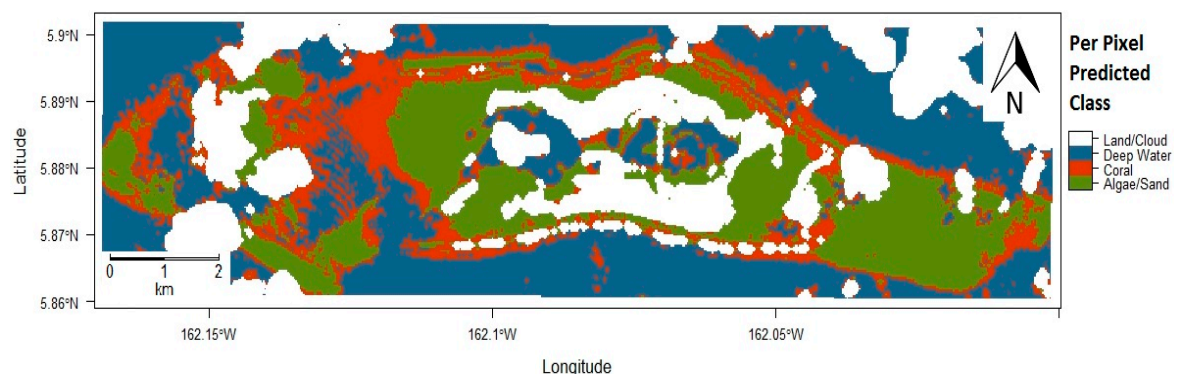 5.9°N
5.89°N
5.88°N
5.87°N
5.86°N
Latitude
0 1 2
km
N
162.15°W
162.1°W
162.05°W
Longitude
Per Pixel
Predicted
Class
Land/Cloud
Deep Water
Coral
Algae/Sand